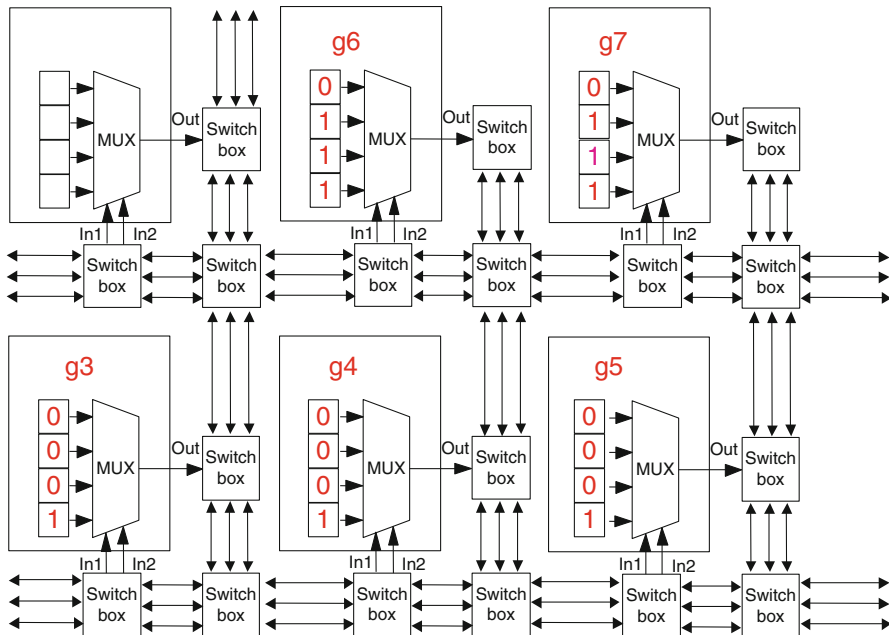 MUX
Out
Switch
box
In1
In2
Switch
box
Switch
box
g6
0
1
1
1
MUX
Out
Switch
box
In1
In2
Switch
box
Switch
box
g7
0
1
1
1
MUX
Out
Switch
box
In1
In2
Switch
box
Switch
box
g3
0
0
0
1
MUX
Out
Switch
box
In1
In2
Switch
box
Switch
box
g4
0
0
0
1
MUX
Out
Switch
box
In1
In2
Switch
box
Switch
box
g5
0
0
0
1
MUX
Out
Switch
box
In1
In2
Switch
box
Switch
box